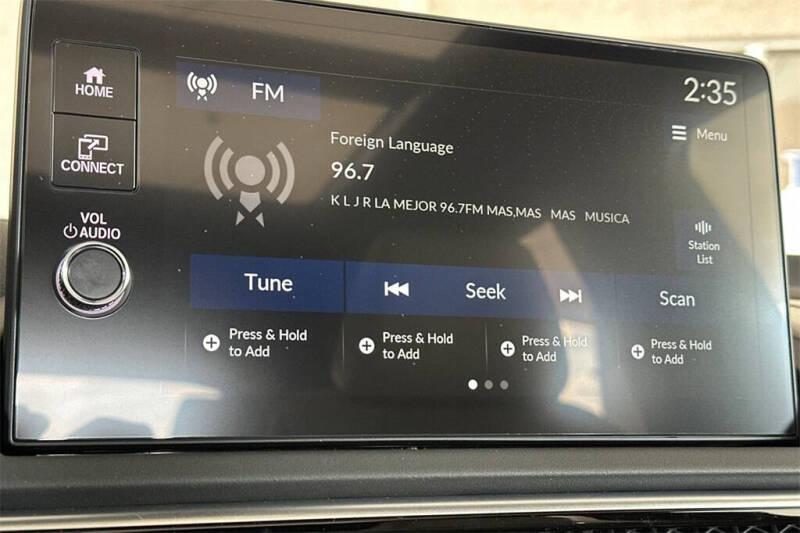 HOME
CONNECT
VOL
AUDIO
FM
2:35
Menu
Foreign Language
96.7
K L J R LA MEJOR 96.7FM MAS,MAS MAS MUSICA
Station
List
Tune
Seek
Scan
Press & Hold
to Add
Press & Hold
to Add
Press & Hold
to Add
Press & Hold
to Add